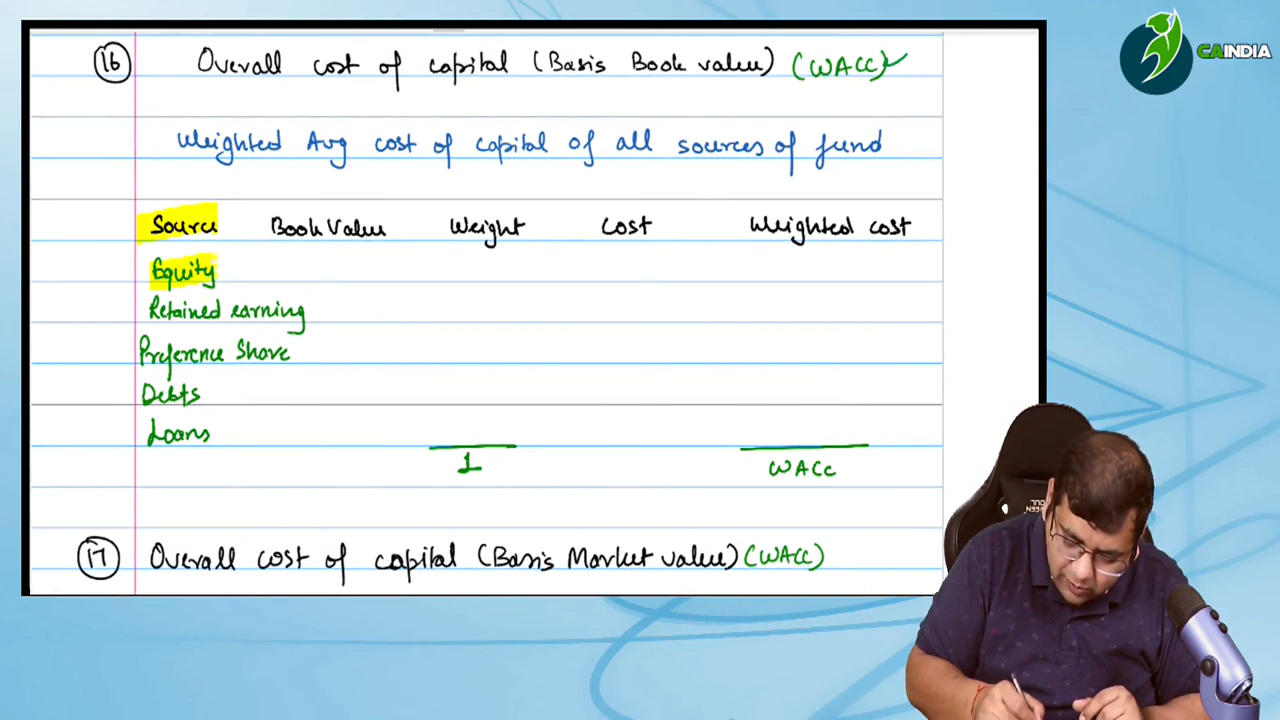 CAINDIA
16 Overall cost of capital (Basis Book value) (WACC)
Weighted Avg cost of capital of all sources of fund
Source Book Value Weight Cost Weighted cost
Equity
Retained earning
Preference Share
Debts
Loans
1 WACC
17 Overall cost of capital (Basis Market value) (WACC)